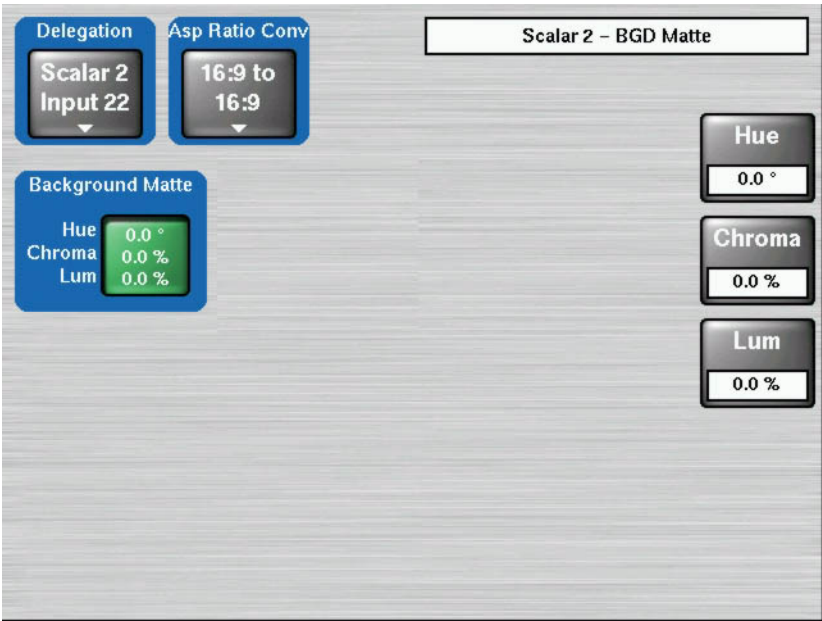 Delegation
Scalar 2
Input 22
Asp Ratio Conv
16:9 to
16:9
Scalar 2 – BGD Matte
Background Matte
Hue 0.0 °
Chroma 0.0 %
Lum 0.0 %
Hue
0.0 °
Chroma
0.0 %
Lum
0.0 %